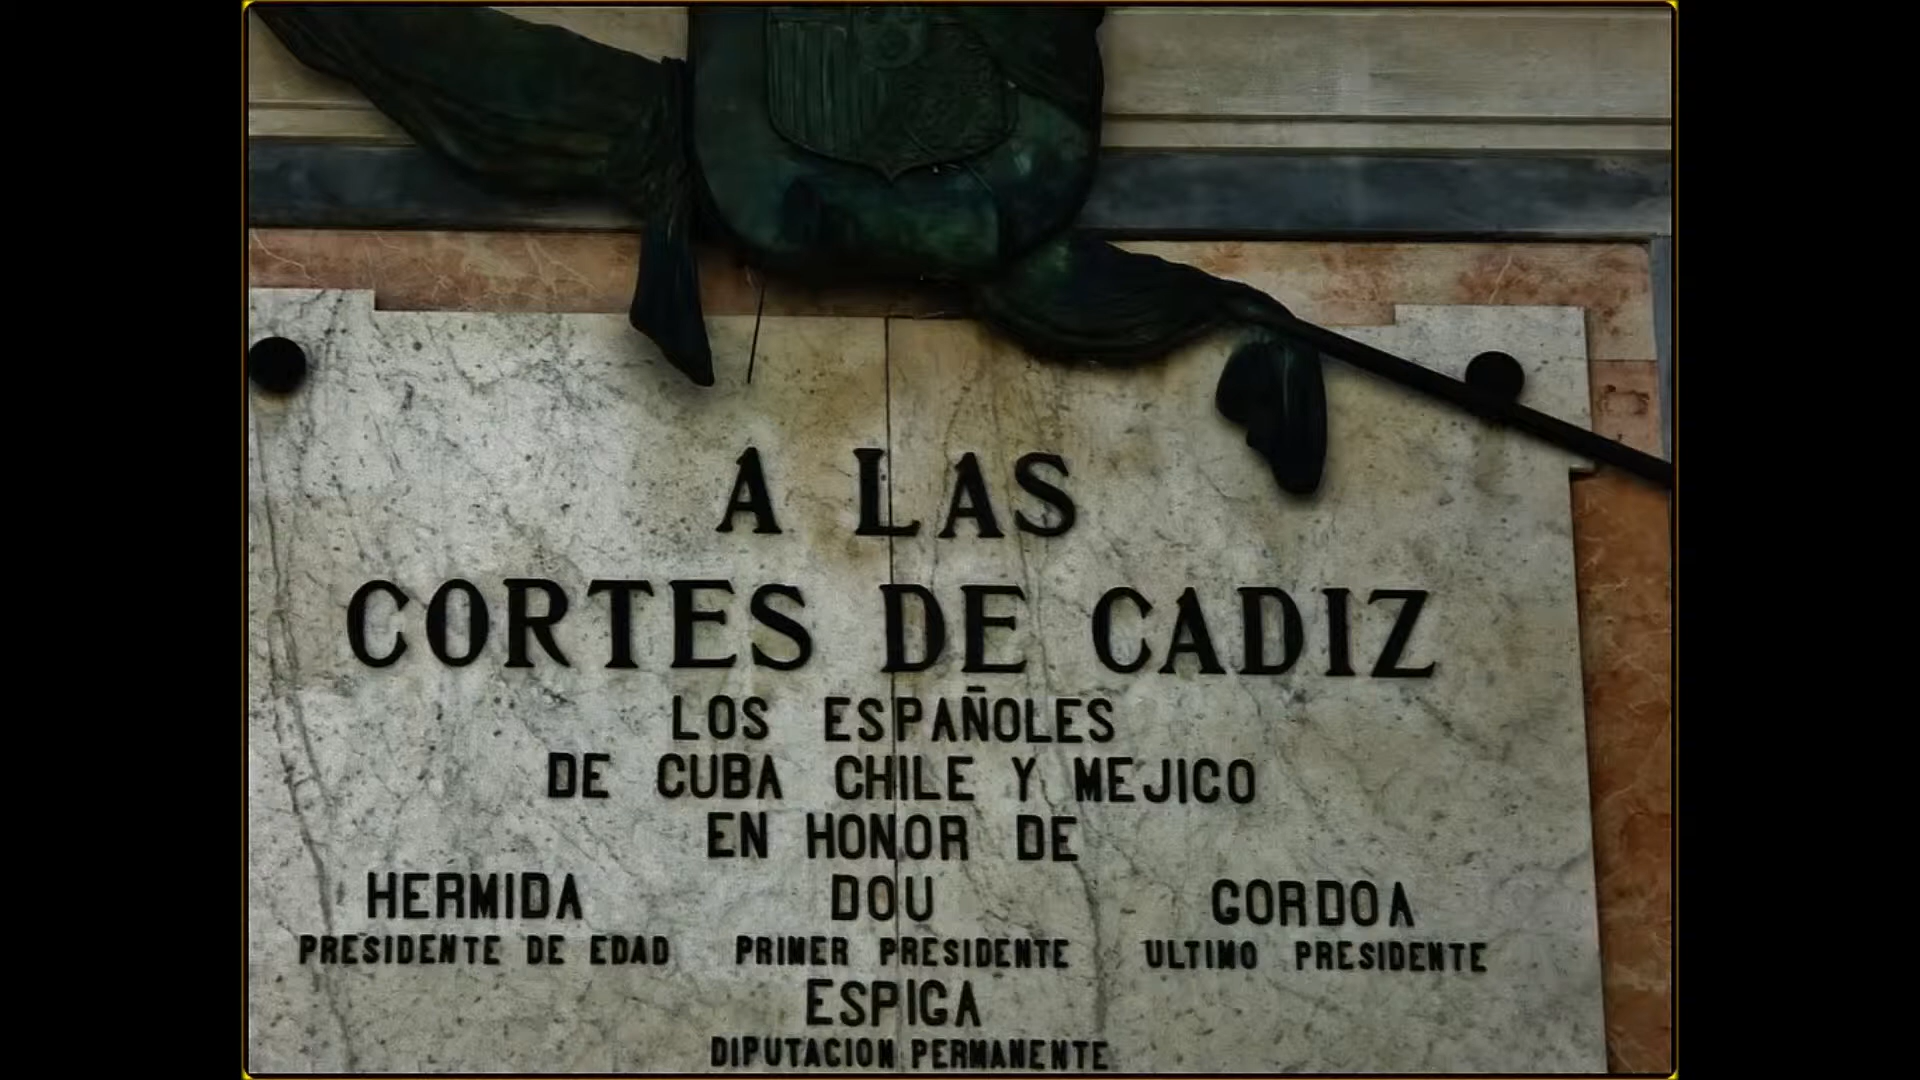 A LAS
CORTES DE CADIZ
LOS ESPAÑOLES
DE CUBA CHILE Y MEJICO
EN HONOR DE
HERMIDA DOU GORDOA
PRESIDENTE DE EDAD PRIMER PRESIDENTE ULTIMO PRESIDENTE
ESPIGA
DIPUTACION PERMANENTE